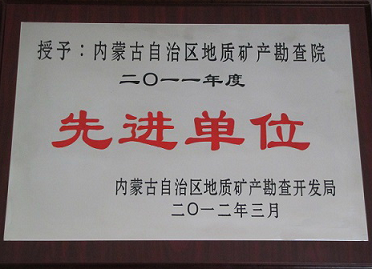 授予：内蒙古自治区地质矿产勘查院
二〇一一年度
先进单位
内蒙古自治区地质矿产勘查开发局
二〇一二年三月